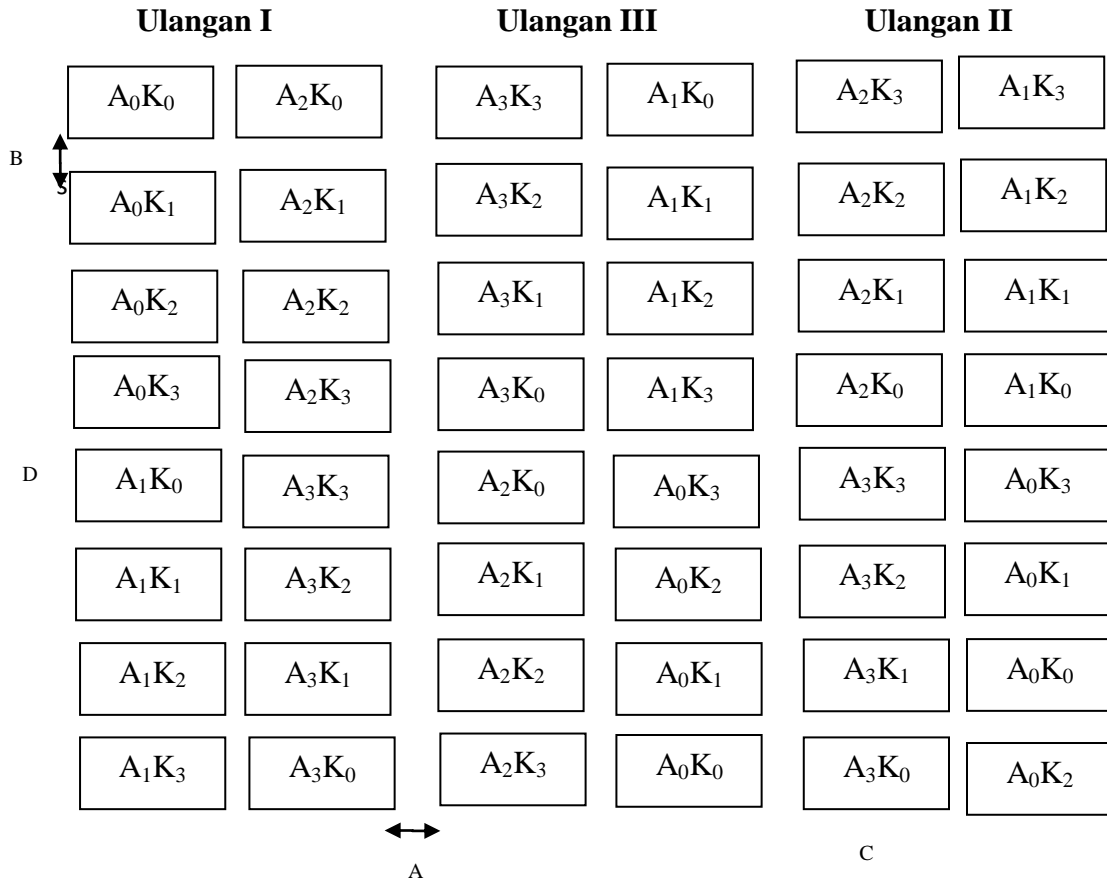 Ulangan I Ulangan III Ulangan II
A₀K₀ A₂K₀ A₃K₃ A₁K₀ A₂K₃ A₁K₃
B
S
A₀K₁ A₂K₁ A₃K₂ A₁K₁ A₂K₂ A₁K₂
A₀K₂ A₂K₂ A₃K₁ A₁K₂ A₂K₁ A₁K₁
A₀K₃ A₂K₃ A₃K₀ A₁K₃ A₂K₀ A₁K₀
D
A₁K₀ A₃K₃ A₂K₀ A₀K₃ A₃K₃ A₀K₃
A₁K₁ A₃K₂ A₂K₁ A₀K₂ A₃K₂ A₀K₁
A₁K₂ A₃K₁ A₂K₂ A₀K₁ A₃K₁ A₀K₀
A₁K₃ A₃K₀ A₂K₃ A₀K₀ A₃K₀ A₀K₂
A C